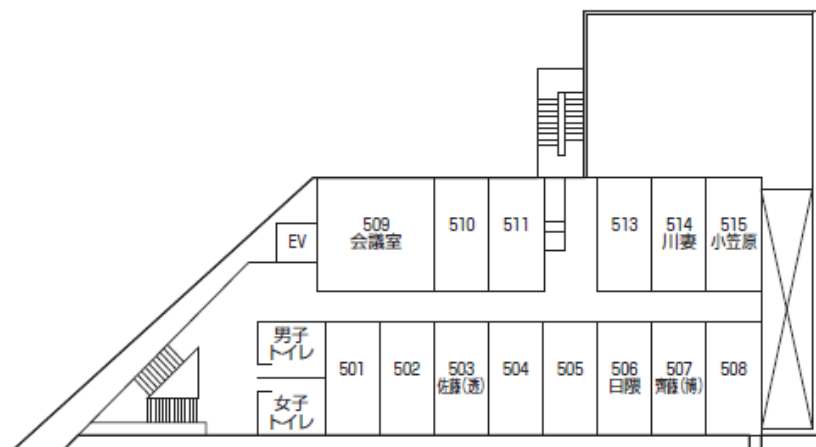 509
会議室
510
511
513
514
川妻
515
小笠原
EV
男子
トイレ
501
502
503
佐藤(透)
504
505
506
日隈
507
齊藤(博)
508
女子
トイレ